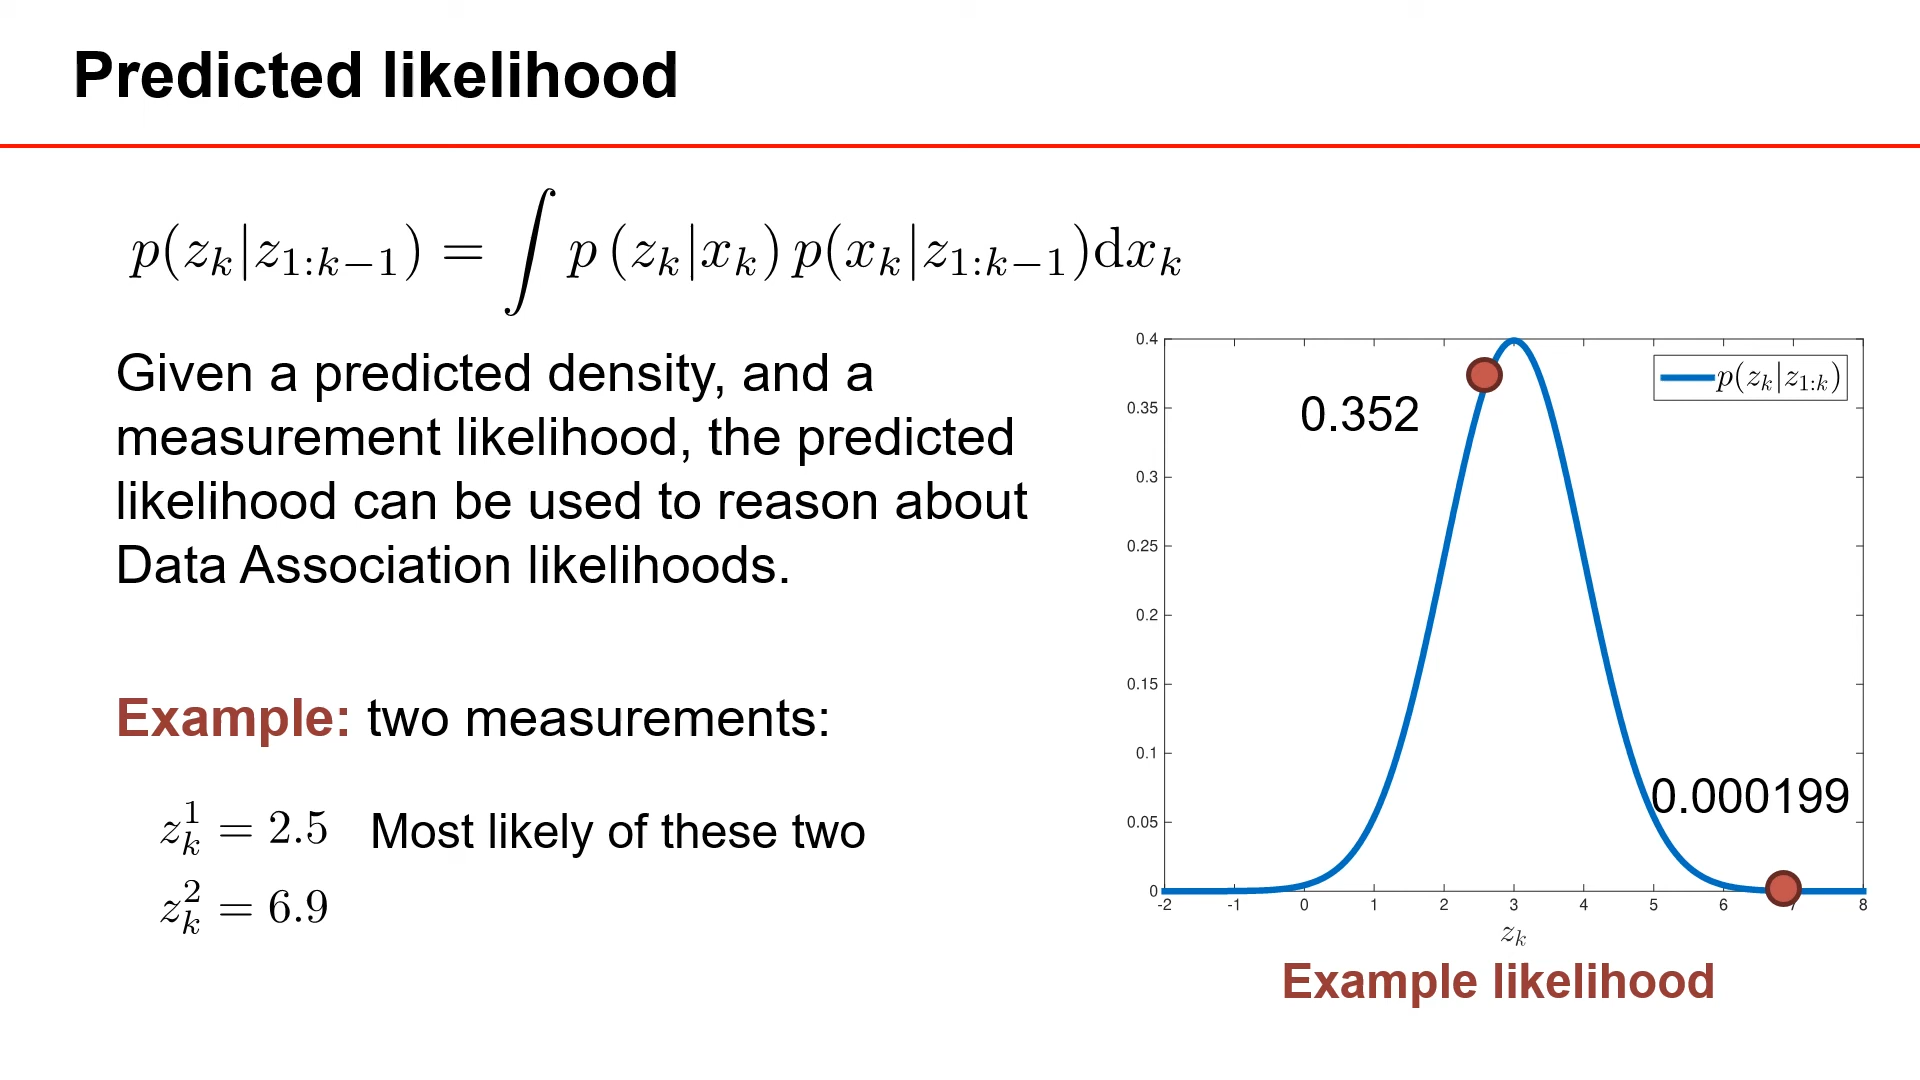 Predicted likelihood
p(z_k|z_{1:k−1}) = ∫ p (z_k|x_k) p(x_k|z_{1:k−1})dx_k
Given a predicted density, and a
measurement likelihood, the predicted
likelihood can be used to reason about
Data Association likelihoods.
Example: two measurements:
z_k^1 = 2.5 Most likely of these two
z_k^2 = 6.9
0.4
0.35
0.3
0.25
0.2
0.15
0.1
0.05
0
p(z_k|z_{1:k})
0.352
0.000199
-2 -1 0 1 2 3 4 5 6 8
z_k
Example likelihood